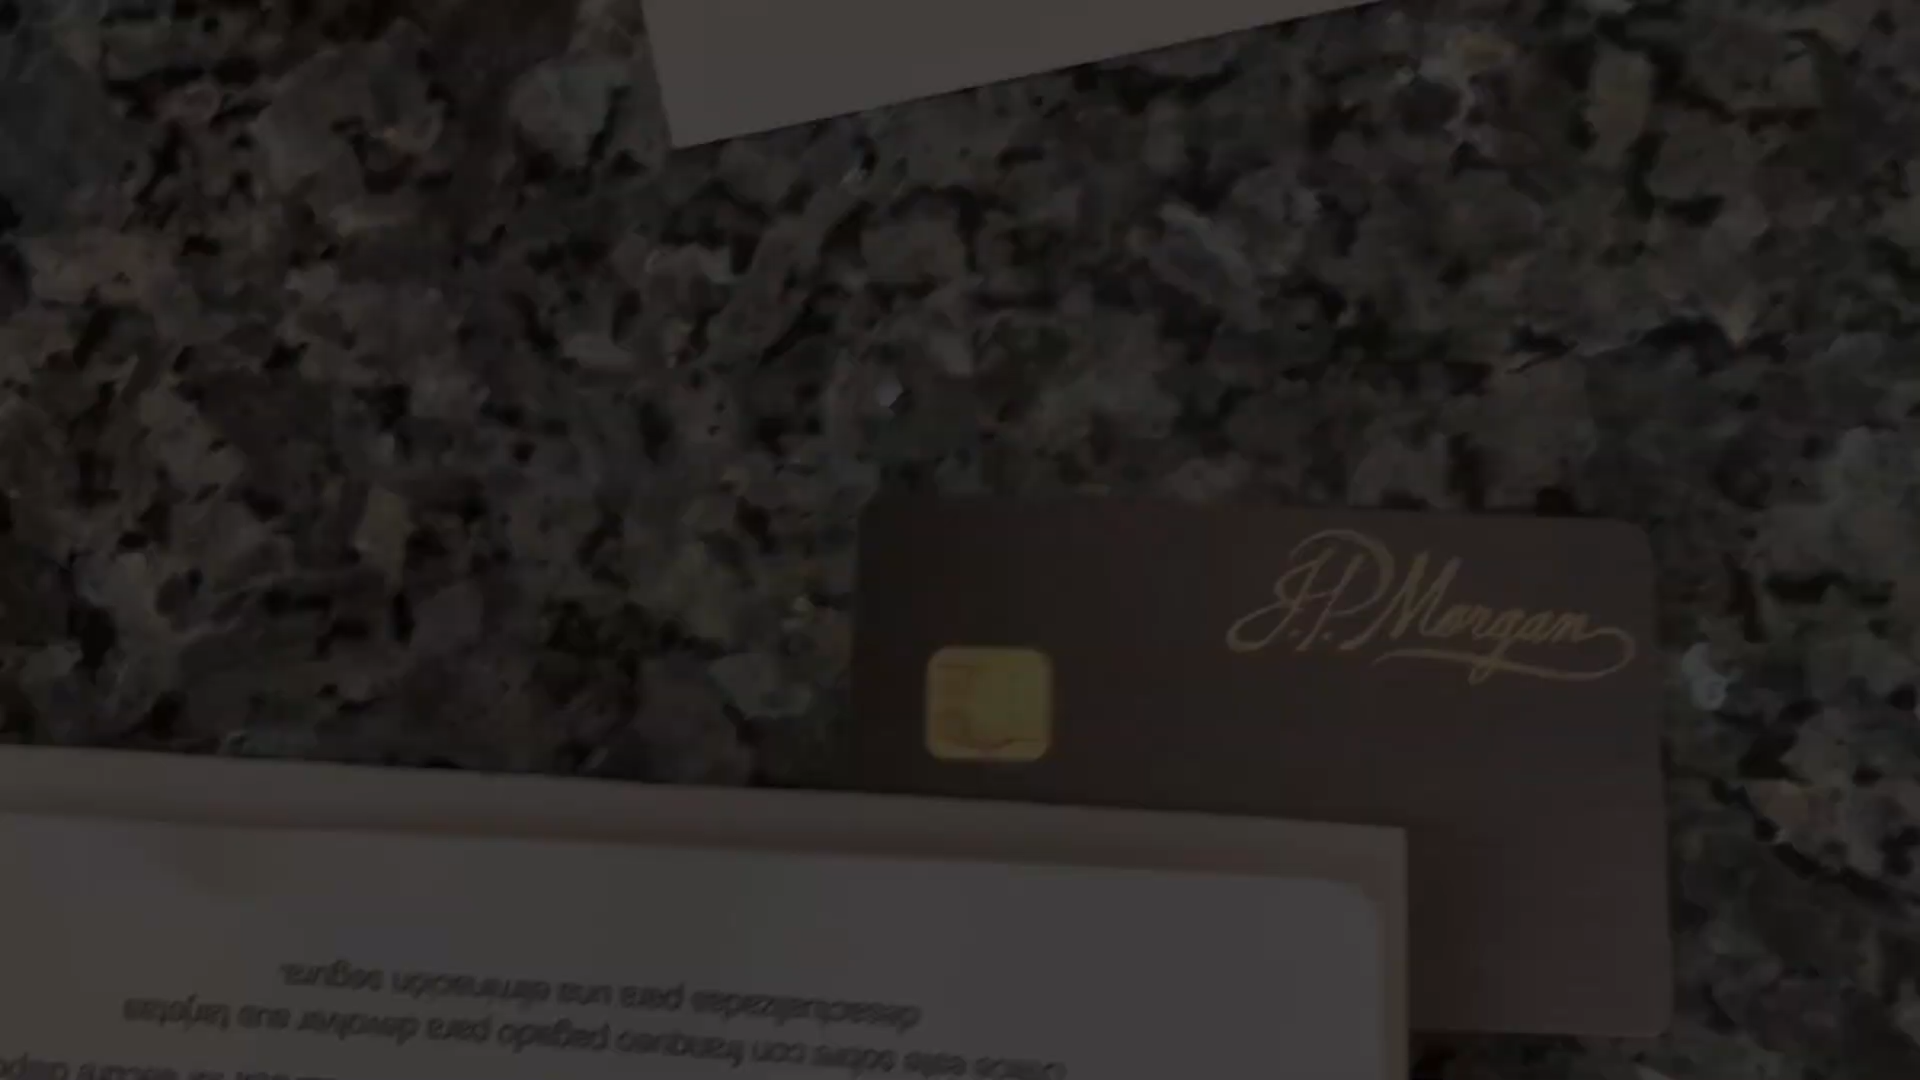 J.P. Morgan
este sobre con franqueo pagado para devolver sus tarjetas
desactualizadas para una eliminación segura.